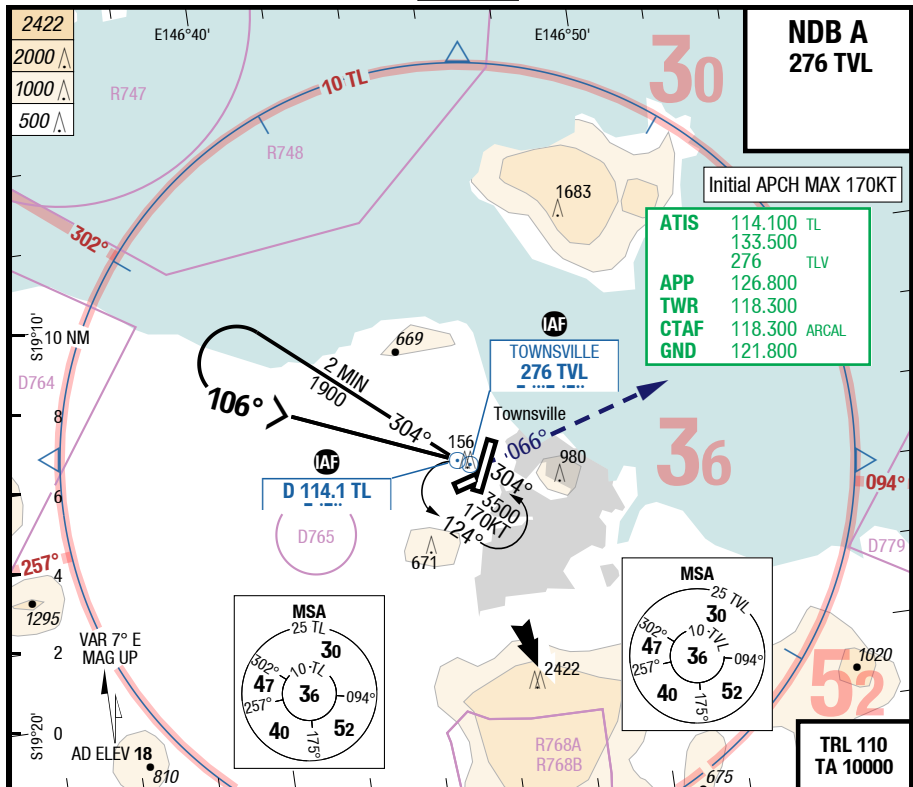 2422
2000
1000
500
E146°40'
E146°50'
NDB A
276 TVL
30
R747
10 TL
R748
1683
Initial APCH MAX 170KT
ATIS 114.100 TL
133.500
276 TLV
APP 126.800
TWR 118.300
CTAF 118.300 ARCAL
GND 121.800
302°
S19°10'
10 NM
D764
669
IAF
TOWNSVILLE
276 TVL
2 MIN
1900
106°
304°
156
Townsville
066°
980
36
8
6
IAF
D 114.1 TL
304°
3500
170KT
124°
094°
D765
671
D779
257°
4
1295
VAR 7° E
MAG UP
2
MSA
25 TL
30
302°
10 TL
47
36
094°
257°
40
52
175°
MSA
25 TVL
30
302°
10 TVL
47
36
094°
257°
40
52
175°
2422
1020
52
S19°20'
0
AD ELEV 18
810
R768A
R768B
675
TRL 110
TA 10000